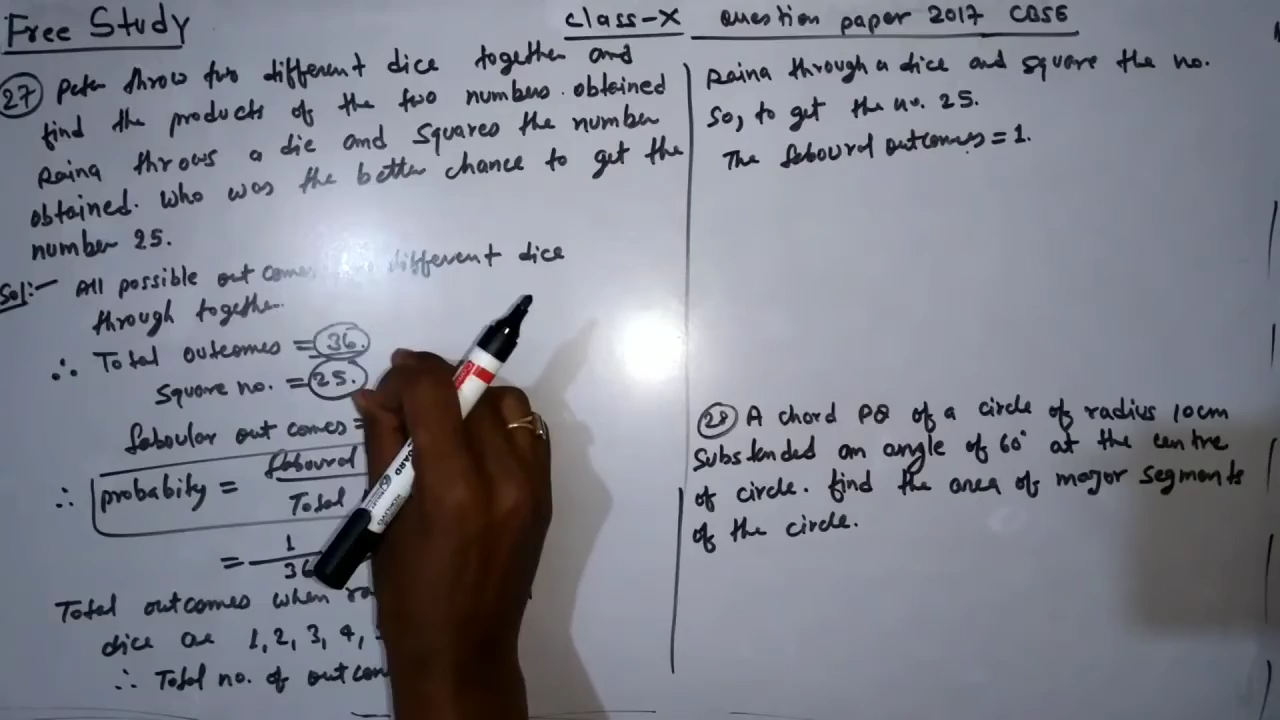 Free Study
Class-X Question paper 2017 CBSE
27 Peter throw two different dice together and
find the products of the two numbers. obtained
Raina throws a die and squares the number
obtained. Who was the better chance to get the
number 25.
Sol:- All possible out comes different dice
through together.
∴ Total outcomes = 36.
Square no. = 25.
out comes =
∴ probabity =
Total
= 1/36
Total outcomes when
dice are 1, 2, 3, 4,
∴ Total no. of
Raina through a dice and square the no.
So, to get the no. 25.
The outcomes = 1.
28 A chord PQ of a circle of radius 10cm
Substended an angle of 60° at the centre
of circle. find the area of major segments
of the circle.